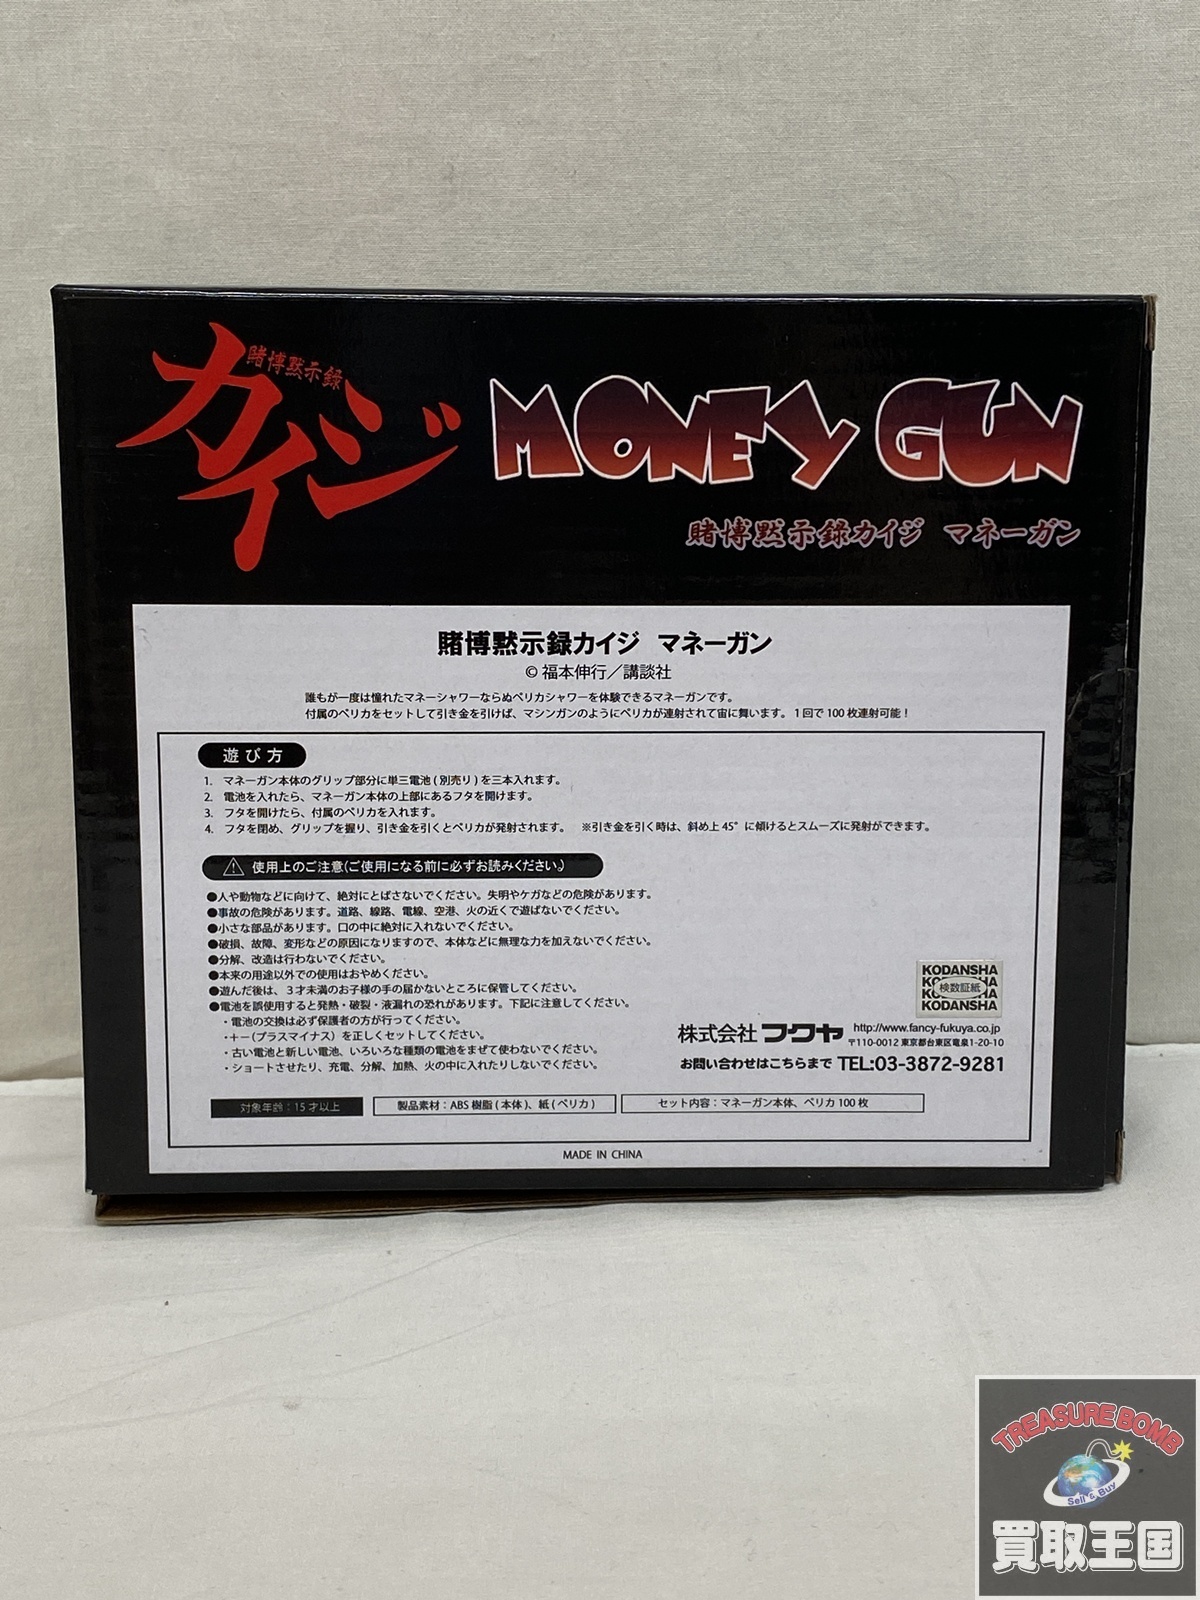 賭博黙示録
カイジ
MONEY GUN
賭博黙示録カイジ マネーガン
賭博黙示録カイジ マネーガン
© 福本伸行／講談社
誰もが一度は憧れたマネーシャワーならぬペリカシャワーを体験できるマネーガンです。
付属のペリカをセットして引き金を引けば、マシンガンのようにペリカが連射されて宙に舞います。1回で100枚連射可能！
遊び方
1. マネーガン本体のグリップ部分に単三電池(別売り)を三本入れます。
2. 電池を入れたら、マネーガン本体の上部にあるフタを開けます。
3. フタを開けたら、付属のペリカを入れます。
4. フタを閉め、グリップを握り、引き金を引くとペリカが発射されます。 ※引き金を引く時は、斜め上45°に傾けるとスムーズに発射ができます。
使用上のご注意(ご使用になる前に必ずお読みください。)
●人や動物などに向けて、絶対にとばさないでください。失明やケガなどの危険があります。
●事故の危険があります。道路、線路、電線、空港、火の近くで遊ばないでください。
●小さな部品があります。口の中に絶対に入れないでください。
●破損、故障、変形などの原因になりますので、本体などに無理な力を加えないでください。
●分解、改造は行わないでください。
●本来の用途以外での使用はおやめください。
●遊んだ後は、3才未満のお子様の手の届かないところに保管してください。
●電池を誤使用すると発熱・破裂・液漏れの恐れがあります。下記に注意してください。
・電池の交換は必ず保護者の方が行ってください。
・+ー(プラスマイナス）を正しくセットしてください。
・古い電池と新しい電池、いろいろな種類の電池をまぜて使わないでください。
・ショートさせたり、充電、分解、加熱、火の中に入れたりしないでください。
KODANSHA
検数証紙
KODANSHA
株式会社フクヤ http://www.fancy-fukuya.co.jp
〒110-0012 東京都台東区竜泉1-20-10
お問い合わせはこちらまで TEL:03-3872-9281
対象年齢：15才以上
製品素材：ABS樹脂(本体)、紙(ペリカ)
セット内容：マネーガン本体、ペリカ100枚
MADE IN CHINA
TREASURE BOMB
Sell & Buy
買取王国